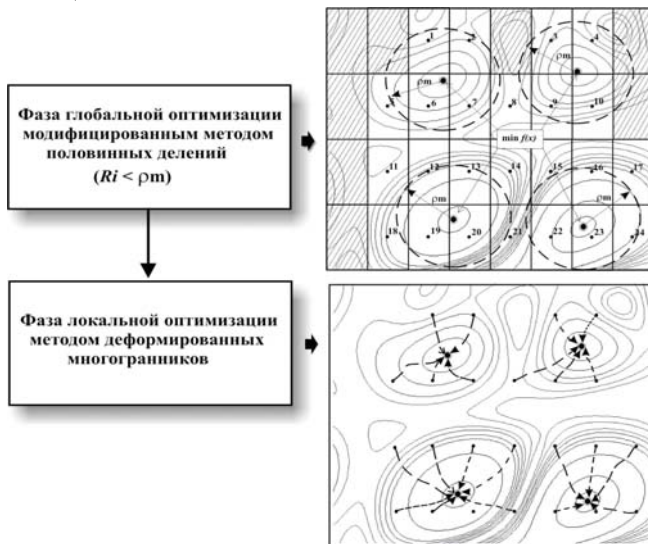 Фаза глобальной оптимизации
модифицированным методом
половинных делений
(Ri < ρm)
Фаза локальной оптимизации
методом деформированных
многогранников
1 2 3 4
ρm ρm
6 7 8 9 10
min f(x)
11 12 13 14 15 16 17
ρm ρm
18 19 20 21 22 23 24